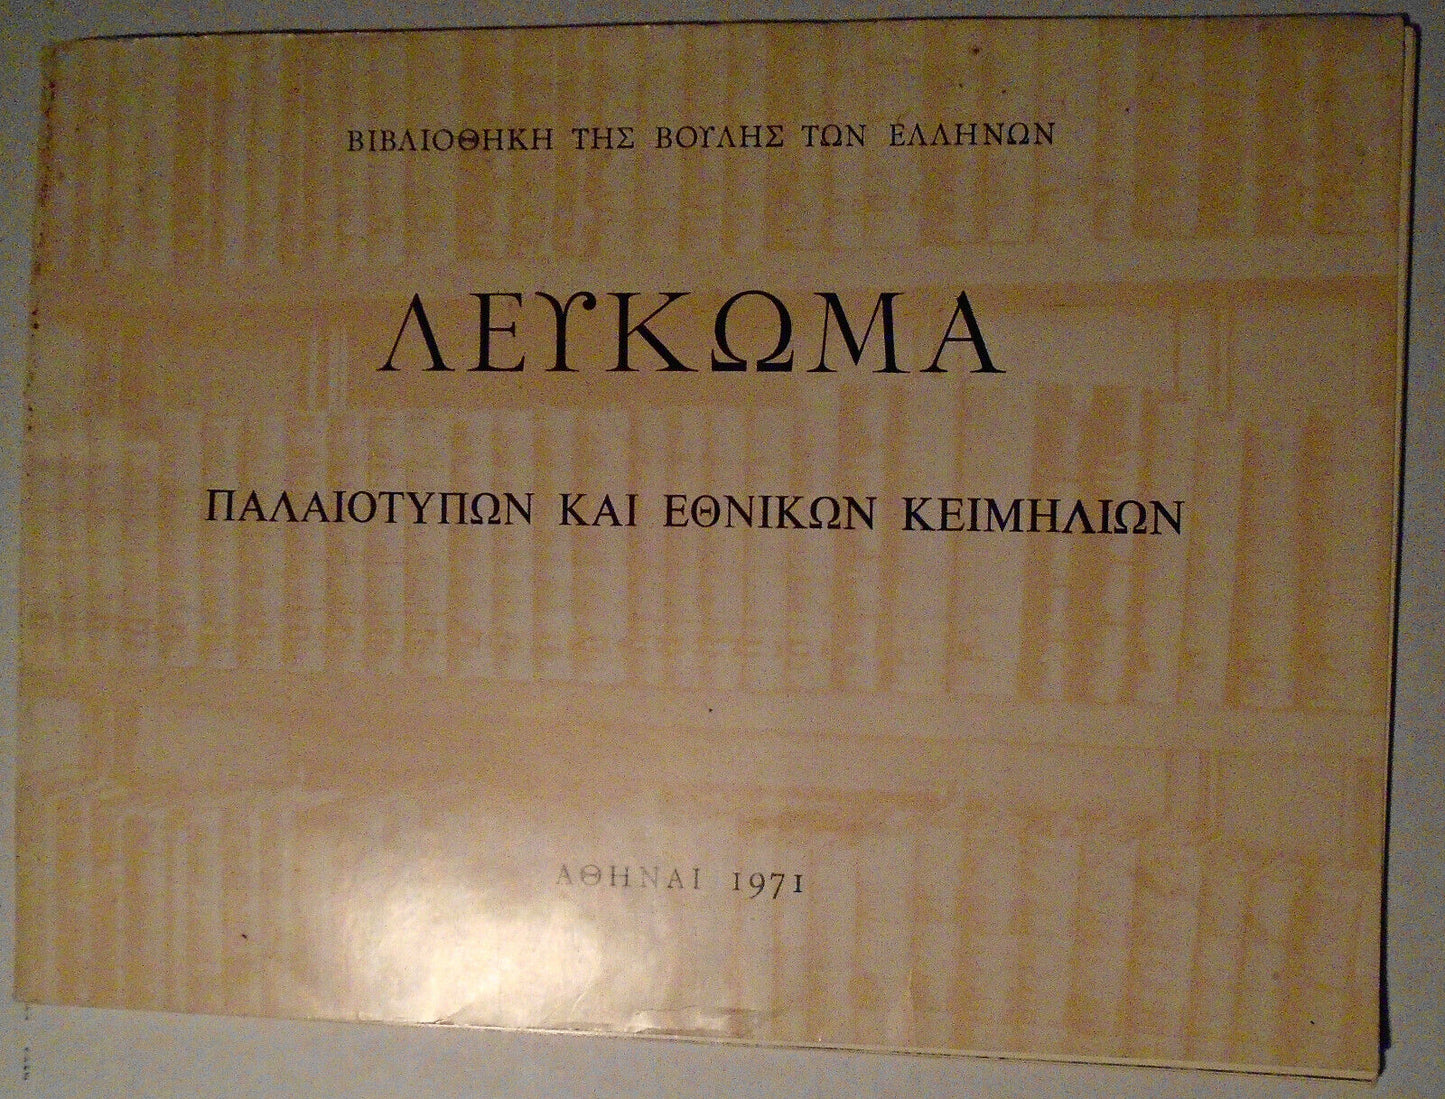 ΒΙΒΛΙΟΘΗΚΗ ΤΗΣ ΒΟΥΛΗΣ ΤΩΝ ΕΛΛΗΝΩΝ
ΛΕΥΚΩΜΑ
ΠΑΛΑΙΟΤΥΠΩΝ ΚΑΙ ΕΘΝΙΚΩΝ ΚΕΙΜΗΛΙΩΝ
ΑΘΗΝΑΙ 1971